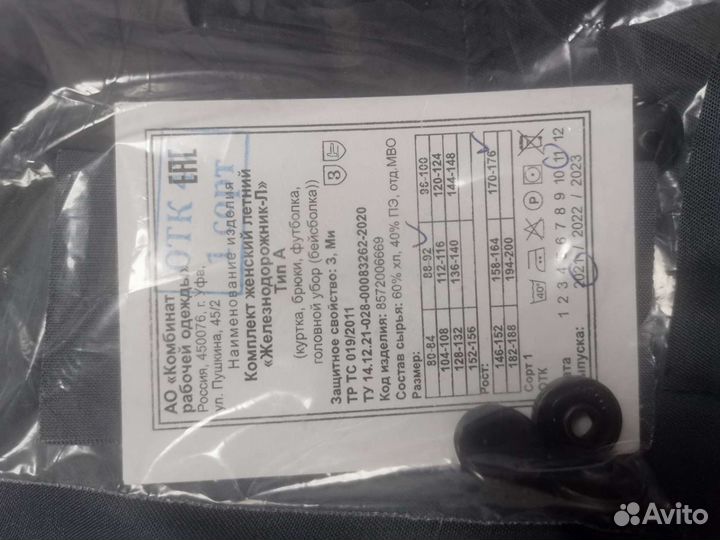 АО «Комбинат
рабочей одежды»
Россия, 450076, г. Уфа,
ул. Пушкина, 45/2
EAC
ОТК 4
1 сорт
Наименование изделия
Комплект женский летний
«Железнодорожник-Л»
Тип А
(куртка, брюки, футболка,
головной убор (бейсболка))
Защитное свойство: З, Ми
З
ТР ТС 019/2011
ТУ 14.12.21-028-00083262-2020
Код изделия: 8572006669
Состав сырья: 60% хл, 40% ПЭ, отд.МВО
Размер:
80-84 88-92 96-100
104-108 112-116 120-124
128-132 136-140 144-148
152-156
Рост:
146-152 158-164 170-176
182-188 194-200
Сорт 1
ОТК
40° P
1 2 3 4 5 6 7 8 9 10 11 12
выпуска: 2021 / 2022 / 2023
Avito